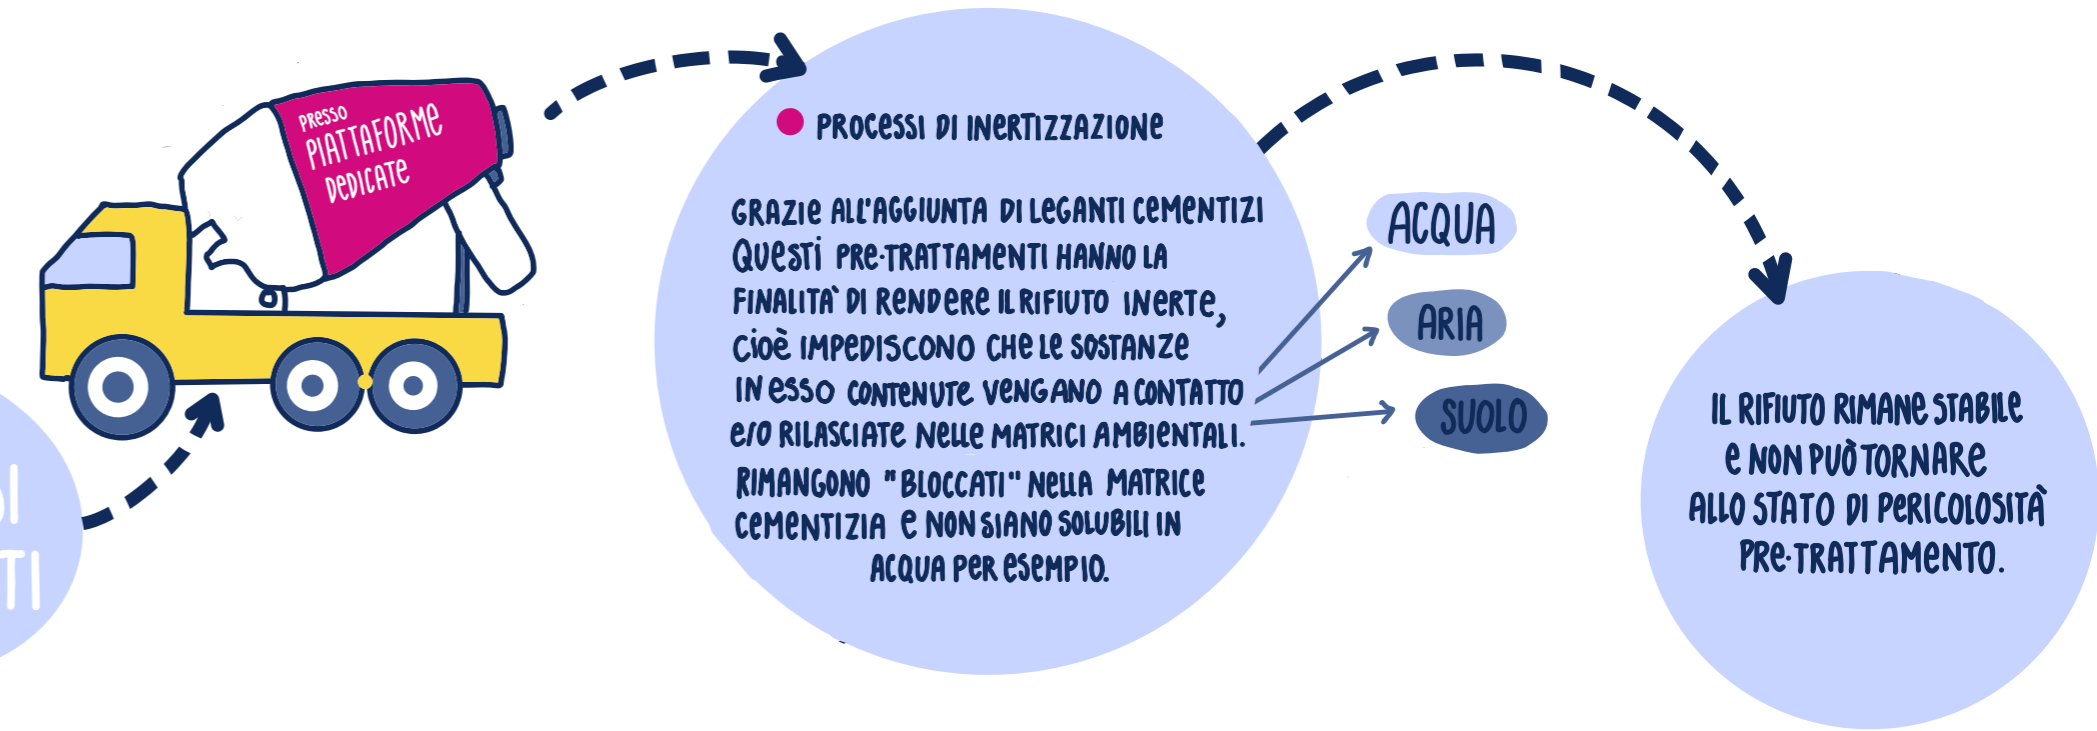 PRESSO
PIATTAFORME
DEDICATE
PROCESSI DI INERTIZZAZIONE
GRAZIE ALL'AGGIUNTA DI LEGANTI CEMENTIZI
QUESTI PRE-TRATTAMENTI HANNO LA
FINALITA' DI RENDERE IL RIFIUTO INERTE,
CIOÈ IMPEDISCONO CHE LE SOSTANZE
IN ESSO CONTENUTE VENGANO A CONTATTO
E/O RILASCIATE NELLE MATRICI AMBIENTALI.
RIMANGONO "BLOCCATI" NELLA MATRICE
CEMENTIZIA E NON SIANO SOLUBILI IN
ACQUA PER ESEMPIO.
ACQUA
ARIA
SUOLO
IL RIFIUTO RIMANE STABILE
E NON PUÒ TORNARE
ALLO STATO DI PERICOLOSITÀ
PRE-TRATTAMENTO.